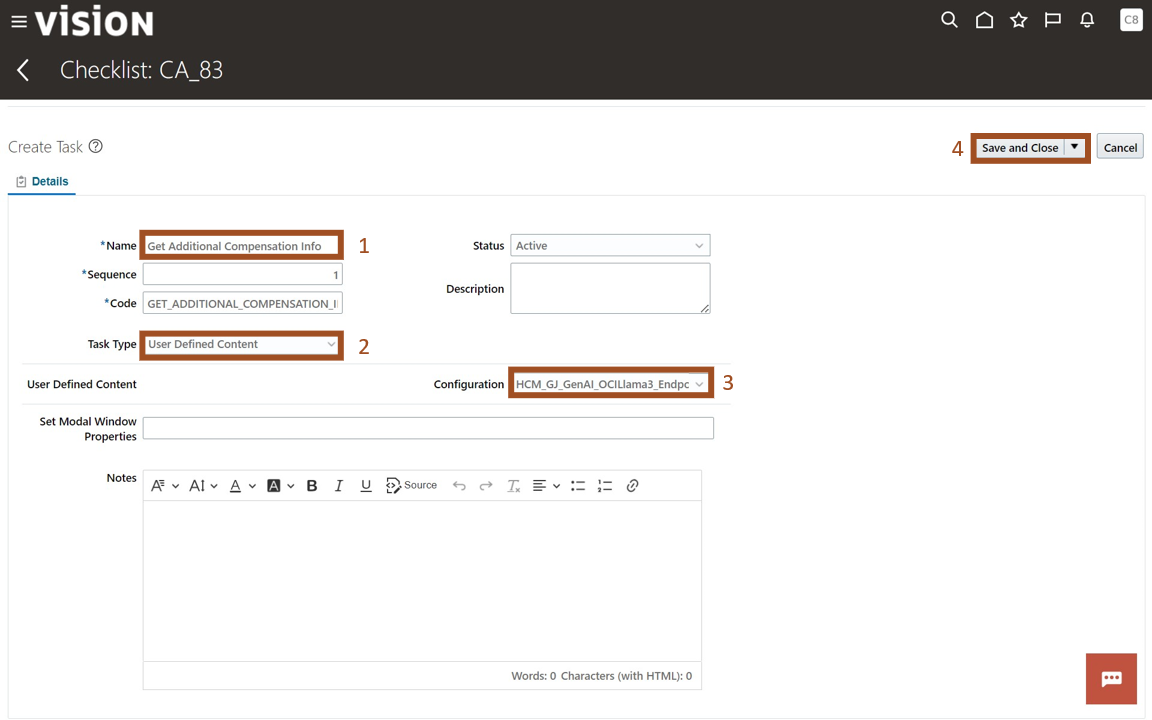 vision
C8
Checklist: CA_83
Create Task ?
4 Save and Close Cancel
Details
*Name Get Additional Compensation Info 1 Status Active
*Sequence 1
Description
*Code GET_ADDITIONAL_COMPENSATION_I
Task Type User Defined Content 2
User Defined Content Configuration HCM_GJ_GenAI_OCILlama3_Endpc 3
Set Modal Window
Properties
Notes
B I U Source
Words: 0 Characters (with HTML): 0